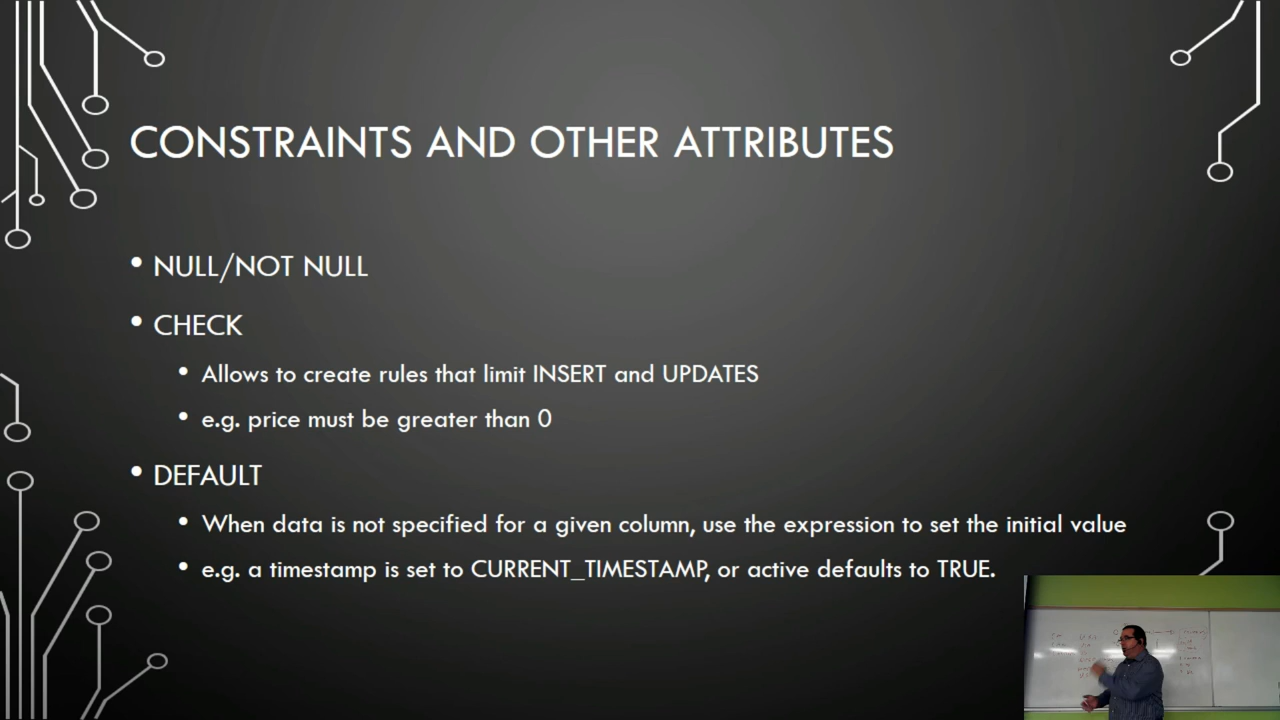 CONSTRAINTS AND OTHER ATTRIBUTES
• NULL/NOT NULL
• CHECK
• Allows to create rules that limit INSERT and UPDATES
• e.g. price must be greater than 0
• DEFAULT
• When data is not specified for a given column, use the expression to set the initial value
• e.g. a timestamp is set to CURRENT_TIMESTAMP, or active defaults to TRUE.